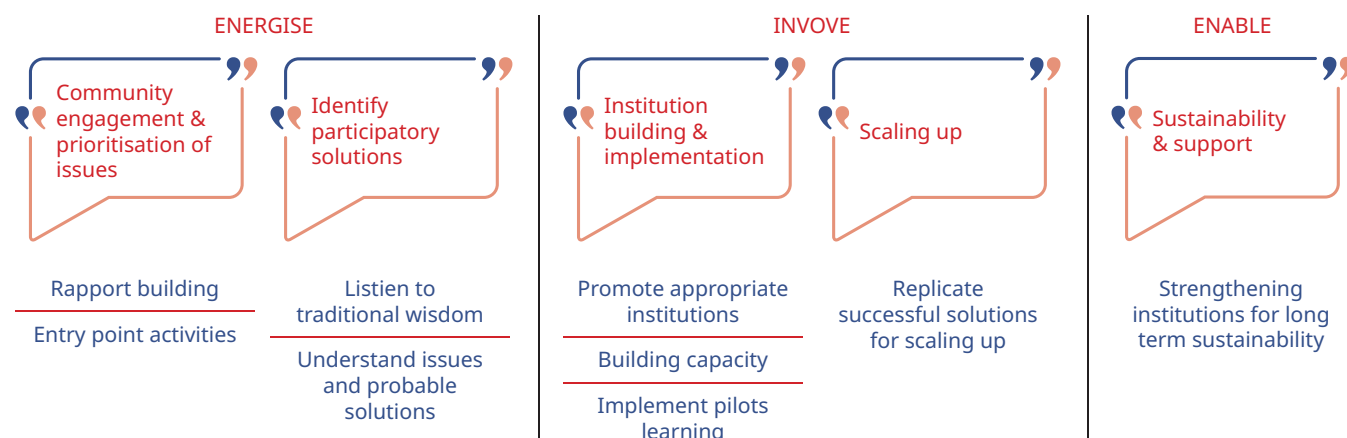 ENERGISE
Community
engagement &
prioritisation of
issues
Rapport building
Entry point activities
Identify
participatory
solutions
Listien to
traditional wisdom
Understand issues
and probable
solutions
INVOVE
Institution
building &
implementation
Promote appropriate
institutions
Building capacity
Implement pilots
learning
Scaling up
Replicate
successful solutions
for scaling up
ENABLE
Sustainability
& support
Strengthening
institutions for long
term sustainability